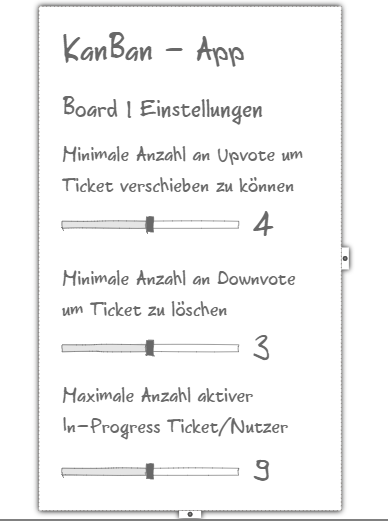 KanBan - App
Board | Einstellungen
Minimale Anzahl an Upvote um
Ticket verschieben zu können
4
Minimale Anzahl an Downvote
um Ticket zu löschen
3
Maximale Anzahl aktiver
In-Progress Ticket/Nutzer
9